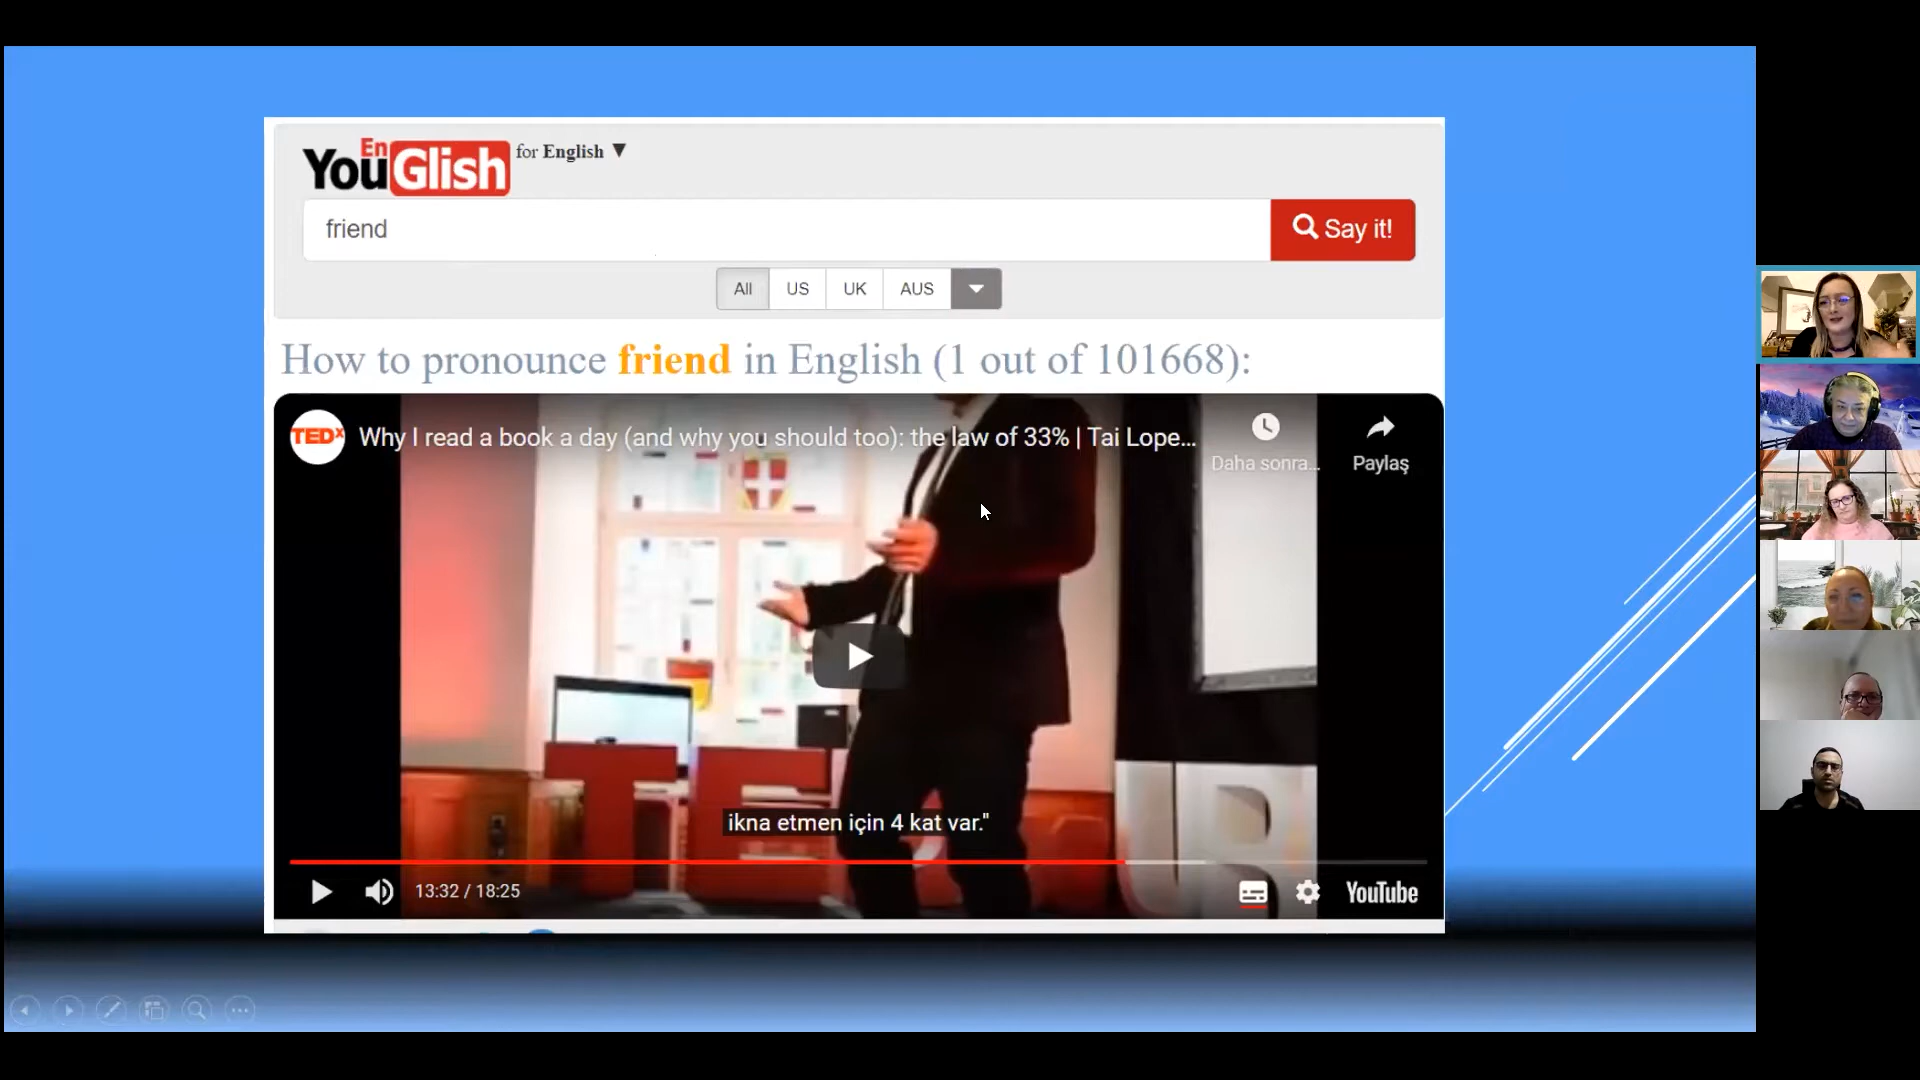 YouEnGlish for English ▼
friend
Say it!
All US UK AUS
How to pronounce friend in English (1 out of 101668):
TEDx Why I read a book a day (and why you should too): the law of 33% | Tai Lope...
Daha sonra... Paylaş
TE
ikna etmen için 4 kat var."
13:32 / 18:25 YouTube